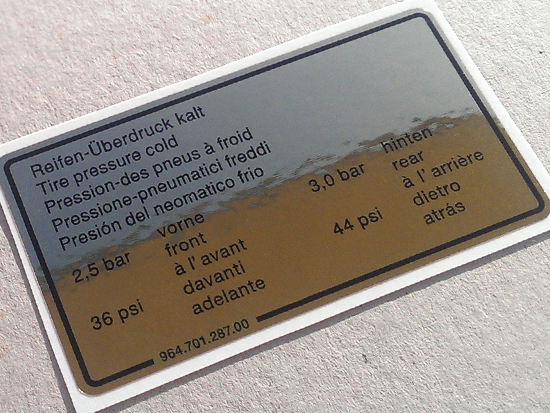 Reifen-Überdruck kalt
Tire pressure cold
Pression-des pneus à froid
Pressione-pneumatici freddi
Presión del neomatico frio
2,5 bar
36 psi
vorne
front
à l' avant
davanti
adelante
3,0 bar
44 psi
hinten
rear
à l' arrière
dietro
atrás
964.701.287.00